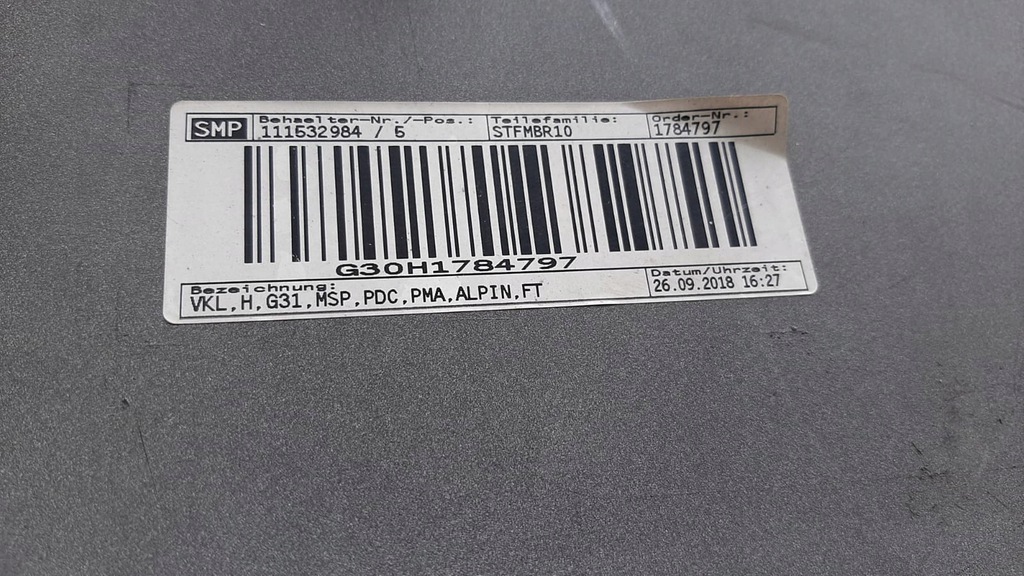 SMP
Behaelter-Nr./-Pos.: Teilefamilie: Order-Nr.:
111532984 / 5 STFMBR10 1784797
G30H1784797
Bezeichnung: Datum/Uhrzeit:
VKL,H,G31,MSP,PDC,PMA,ALPIN,FT 26.09.2018 16:27